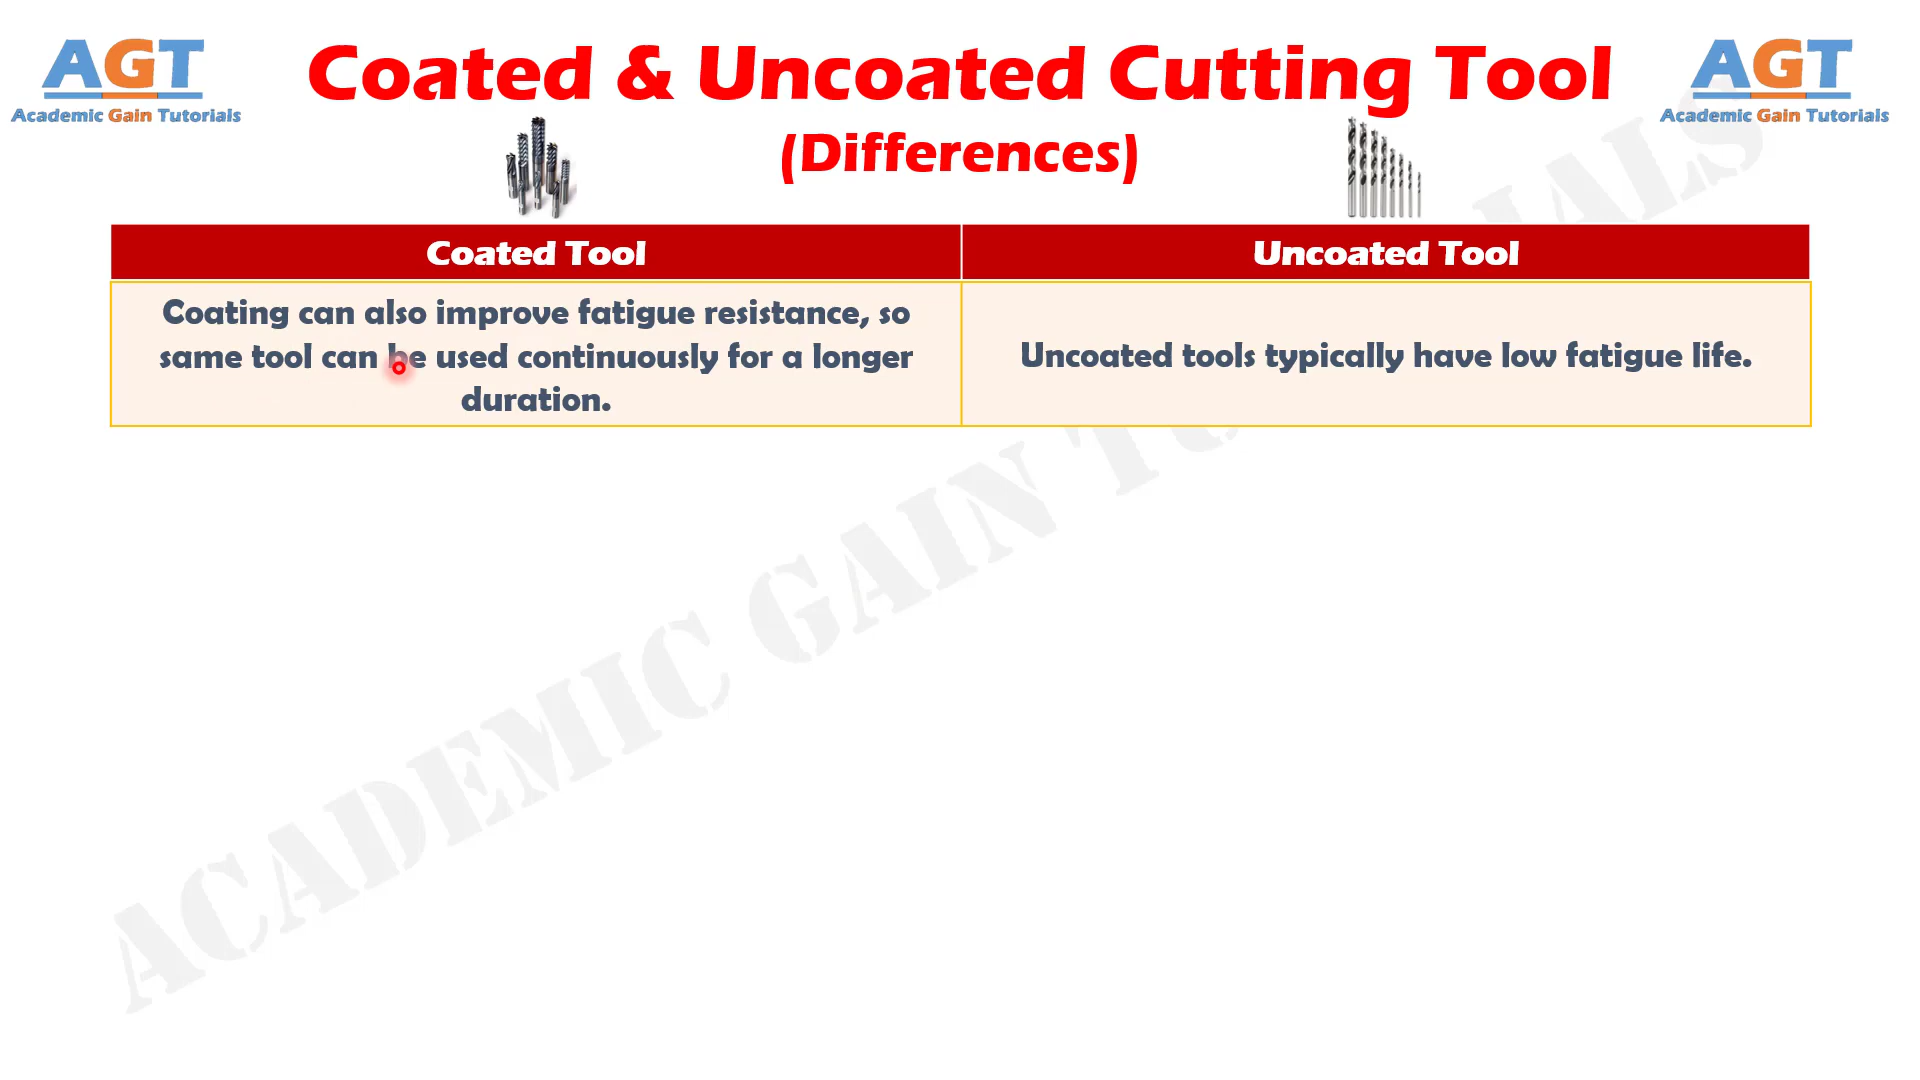 AGT
Academic Gain Tutorials
Coated & Uncoated Cutting Tool
(Differences)
AGT
Academic Gain Tutorials
Coated Tool
Uncoated Tool
Coating can also improve fatigue resistance, so
same tool can be used continuously for a longer
duration.
Uncoated tools typically have low fatigue life.
ACADEMIC GAIN TUTORIALS